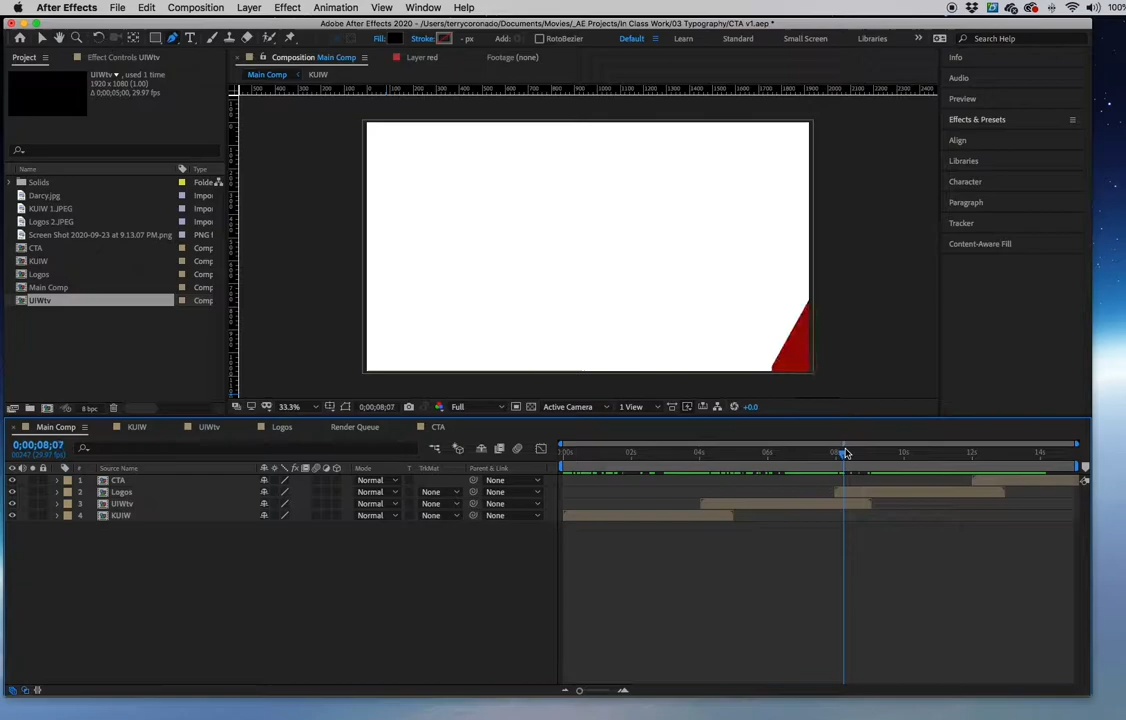 After Effects File Edit Composition Layer Effect Animation View Window Help 100%
Adobe After Effects 2020 - /Users/terrycoronado/Documents/Movies/_AE Projects/In Class Work/03 Typography/CTA v1.aep *
Fill: Stroke: - px Add: RotoBezier Default Learn Standard Small Screen Libraries Search Help
Project Effect Controls UIWtv Composition Main Comp Layer red Footage (none) Info
UIWtv, used 1 time Main Comp KUIW Audio
1920 x 1080 (1.00)
Δ 0;00;05;00, 29.97 fps
Preview
Effects & Presets
Align
Libraries
Character
Paragraph
Tracker
Content-Aware Fill
Name Type
Solids Folde
Darcy.jpg Impor
KUIW 1.JPEG Impor
Logos 2.JPEG Impor
Screen Shot 2020-09-23 at 9.13.07 PM.png PNG f
CTA Comp
KUIW Comp
Logos Comp
Main Comp Comp
UIWtv Comp
8 bpc 33.3% 0;00;08;07 Full Active Camera 1 View +0.0
Main Comp KUIW UIWtv Logos Render Queue CTA
0;00;08;07
00247 (29.97 fps)
:00s 02s 04s 06s 08s 10s 12s 14s
# Source Name Mode T TrkMat Parent & Link
1 CTA Normal None
2 Logos Normal None None
3 UIWtv Normal None None
4 KUIW Normal None None